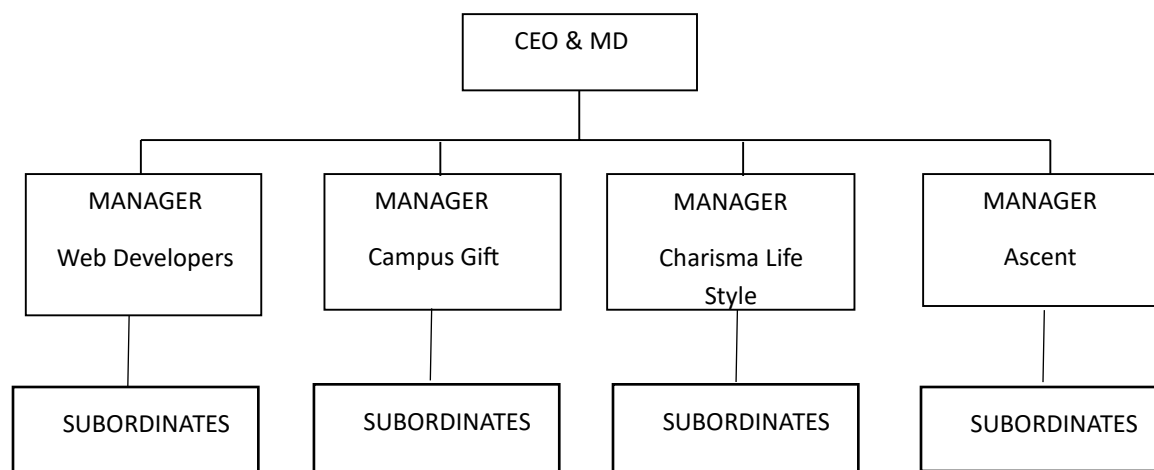 CEO & MD
MANAGER
Web Developers
MANAGER
Campus Gift
MANAGER
Charisma Life
Style
MANAGER
Ascent
SUBORDINATES
SUBORDINATES
SUBORDINATES
SUBORDINATES